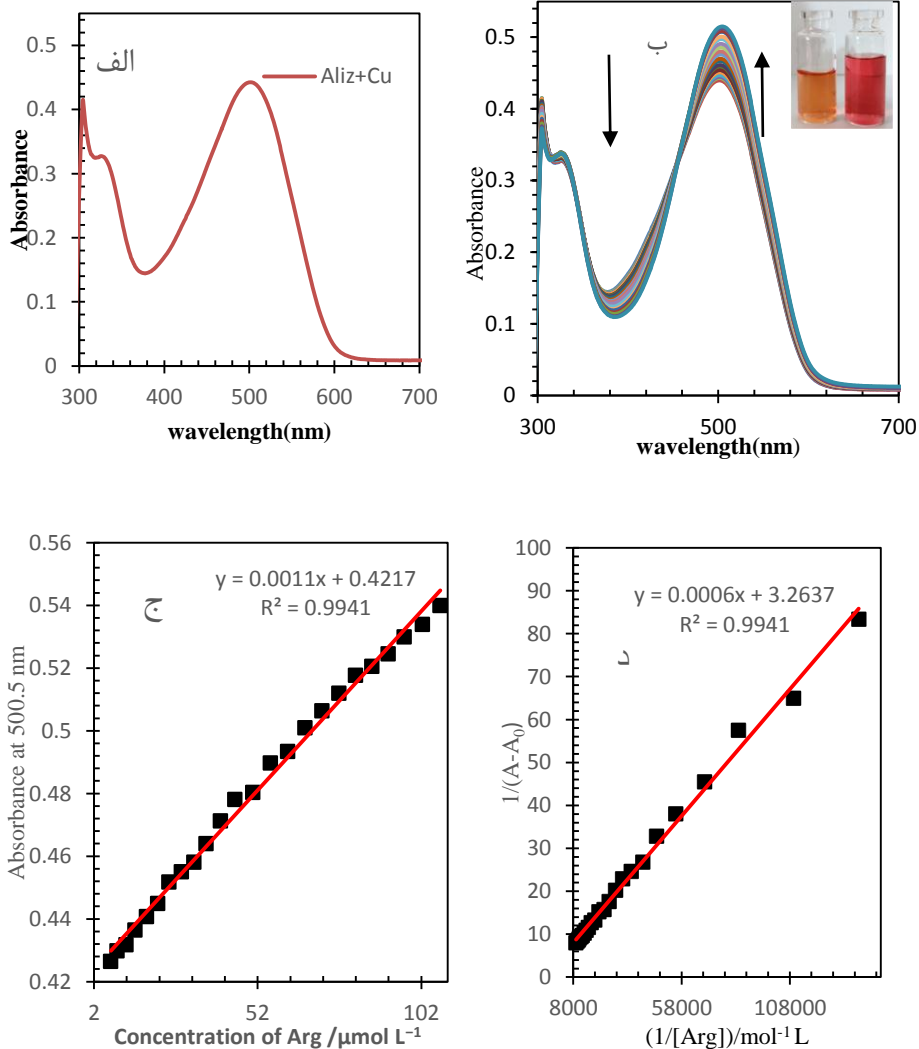 الف
Aliz+Cu
0.5
0.4
0.3
0.2
0.1
0
Absorbance
300 400 500 600 700
wavelength(nm)
ب
0.5
0.4
0.3
0.2
0.1
0
Absorbance
300 500 700
wavelength(nm)
ج
y = 0.0011x + 0.4217
R² = 0.9941
0.56
0.54
0.52
0.5
0.48
0.46
0.44
0.42
Absorbance at 500.5 nm
2 52 102
Concentration of Arg /µmol L⁻¹
د
y = 0.0006x + 3.2637
R² = 0.9941
100
90
80
70
60
50
40
30
20
10
0
1/(A-A₀)
8000 58000 108000
(1/[Arg])/mol⁻¹ L